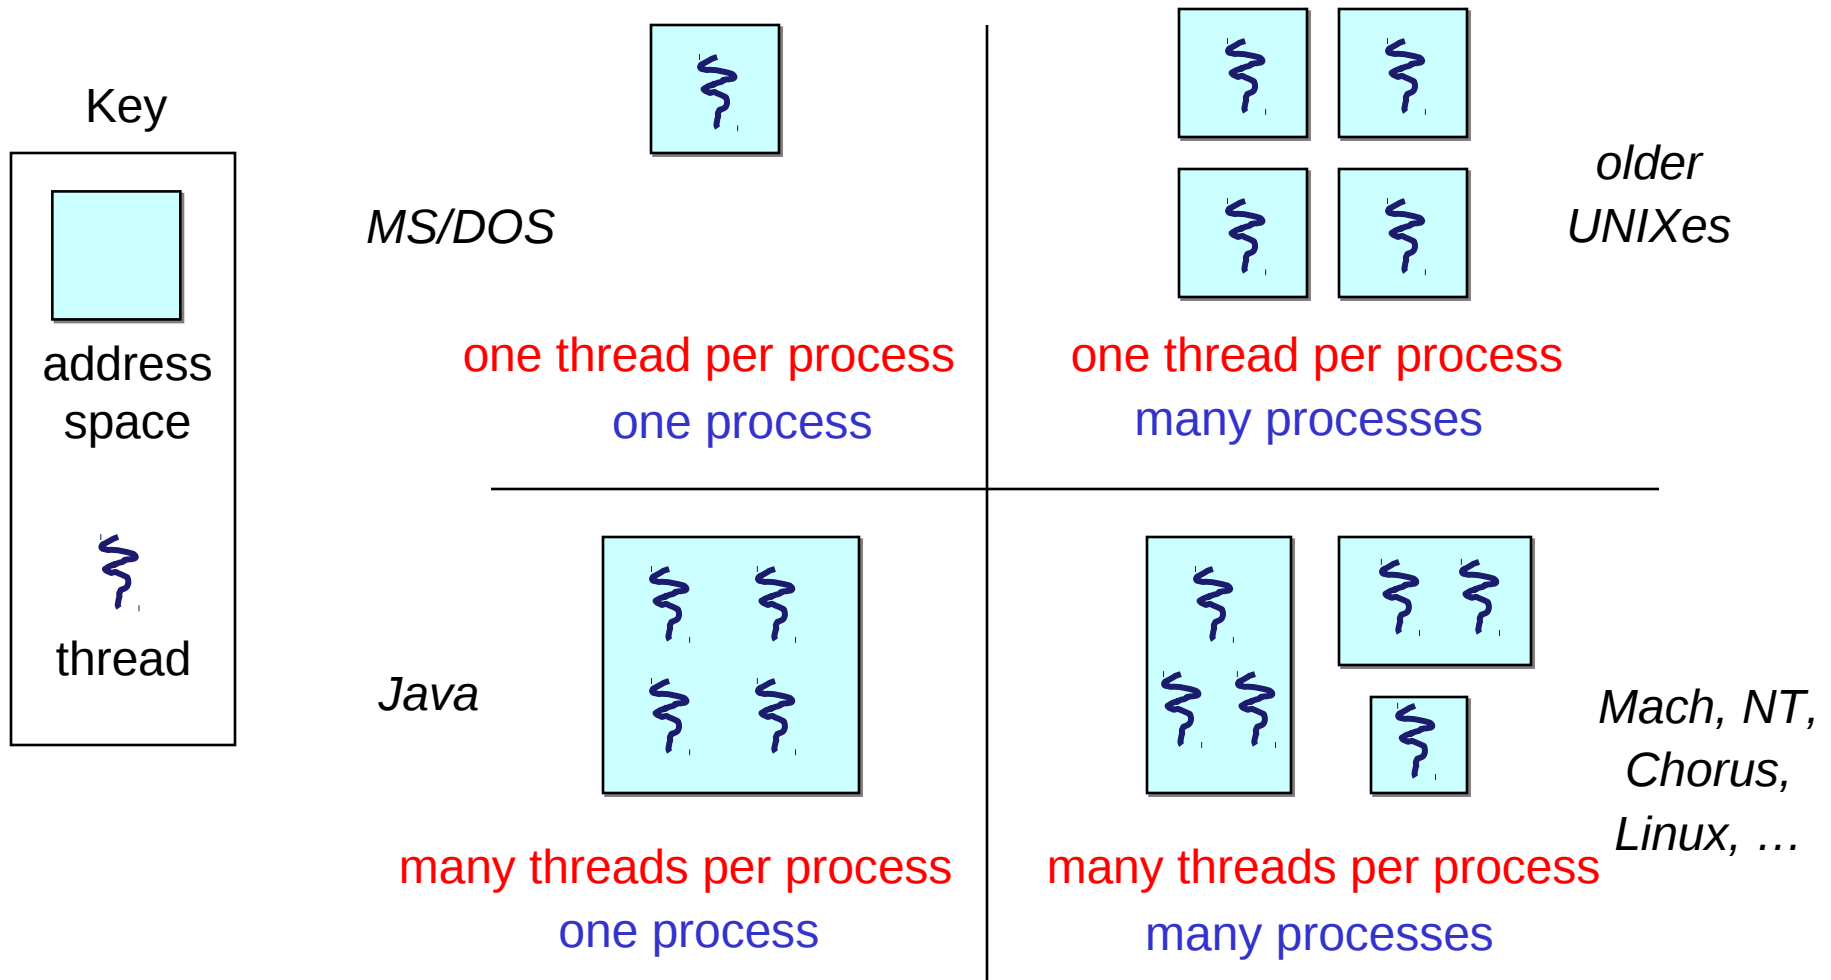 Key
address
space
thread
MS/DOS
one thread per process
one process
older
UNIXes
one thread per process
many processes
Java
many threads per process
one process
Mach, NT,
Chorus,
Linux, …
many threads per process
many processes